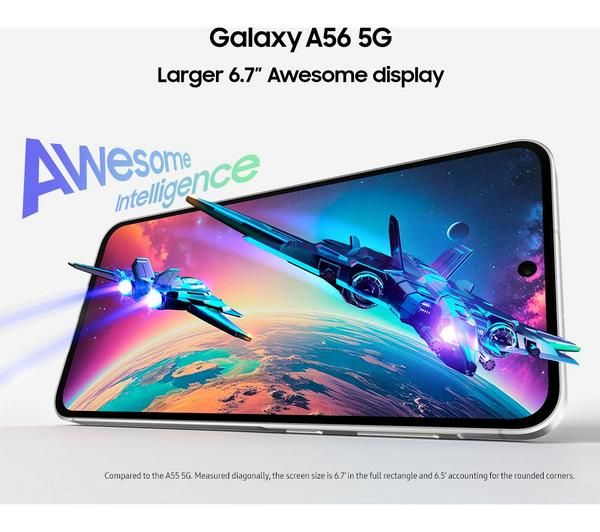 Galaxy A56 5G
Larger 6.7” Awesome display
Awesome
Intelligence
Compared to the A55 5G. Measured diagonally, the screen size is 6.7' in the full rectangle and 6.5' accounting for the rounded corners.